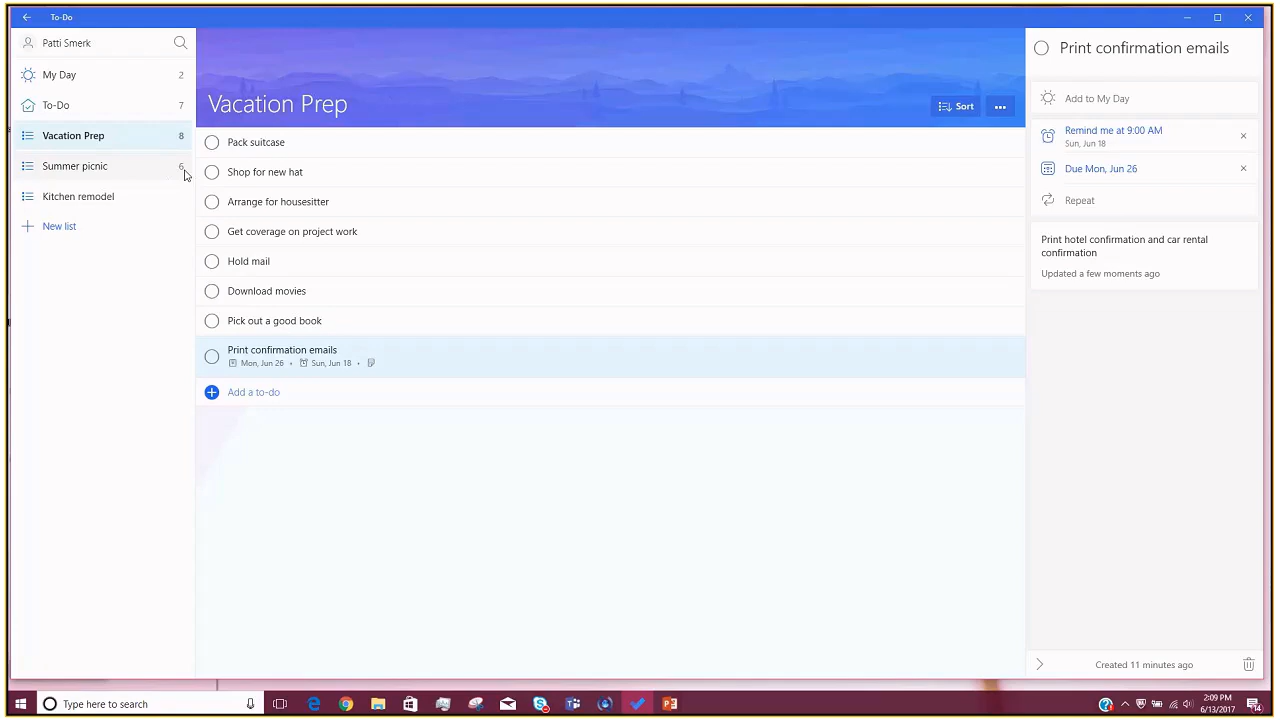 To-Do
Patti Smerk
My Day 2
To-Do 7
Vacation Prep 8
Summer picnic 6
Kitchen remodel
New list
Vacation Prep
Sort
Pack suitcase
Shop for new hat
Arrange for housesitter
Get coverage on project work
Hold mail
Download movies
Pick out a good book
Print confirmation emails
Mon, Jun 26 • Sun, Jun 18 •
Add a to-do
Print confirmation emails
Add to My Day
Remind me at 9:00 AM
Sun, Jun 18
Due Mon, Jun 26
Repeat
Print hotel confirmation and car rental
confirmation
Updated a few moments ago
Created 11 minutes ago
Type here to search
2:09 PM
6/13/2017
14